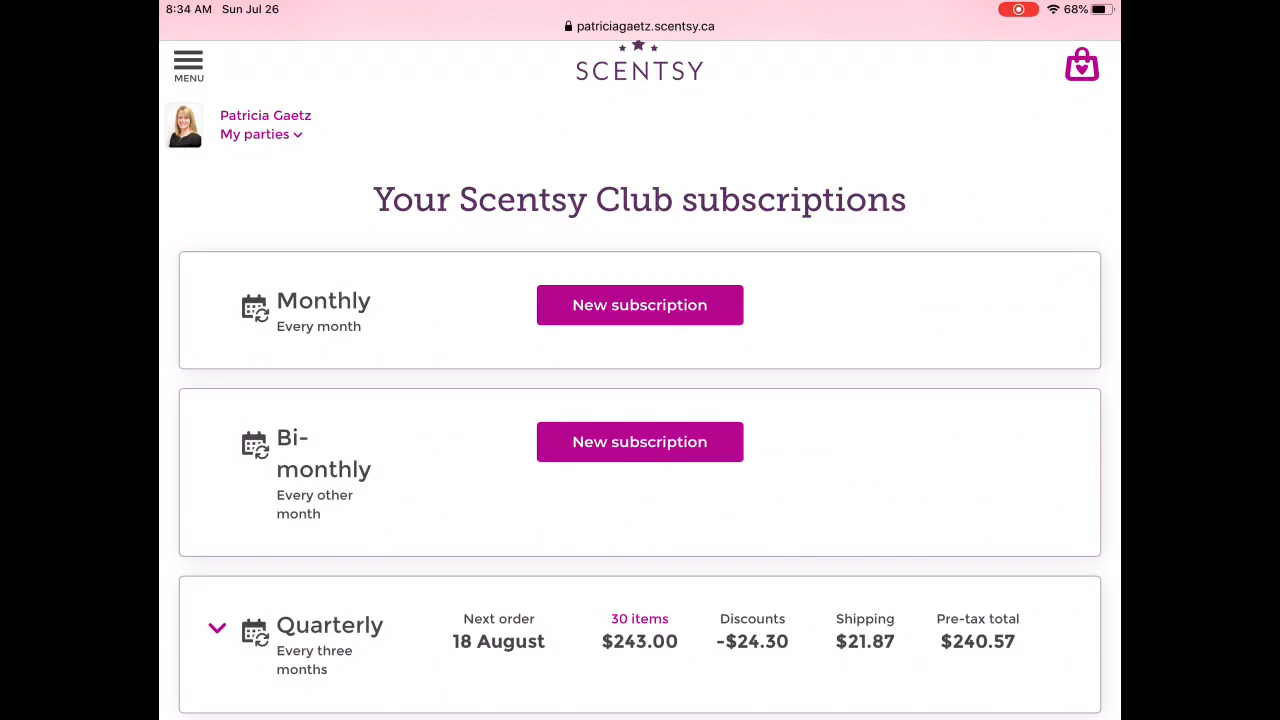 8:34 AM Sun Jul 26
68%
patriciagaetz.scentsy.ca
MENU
SCENTSY
Patricia Gaetz
My parties
Your Scentsy Club subscriptions
Monthly
Every month
New subscription
Bi-
monthly
Every other
month
New subscription
Quarterly
Every three
months
Next order
18 August
30 items
$243.00
Discounts
-$24.30
Shipping
$21.87
Pre-tax total
$240.57